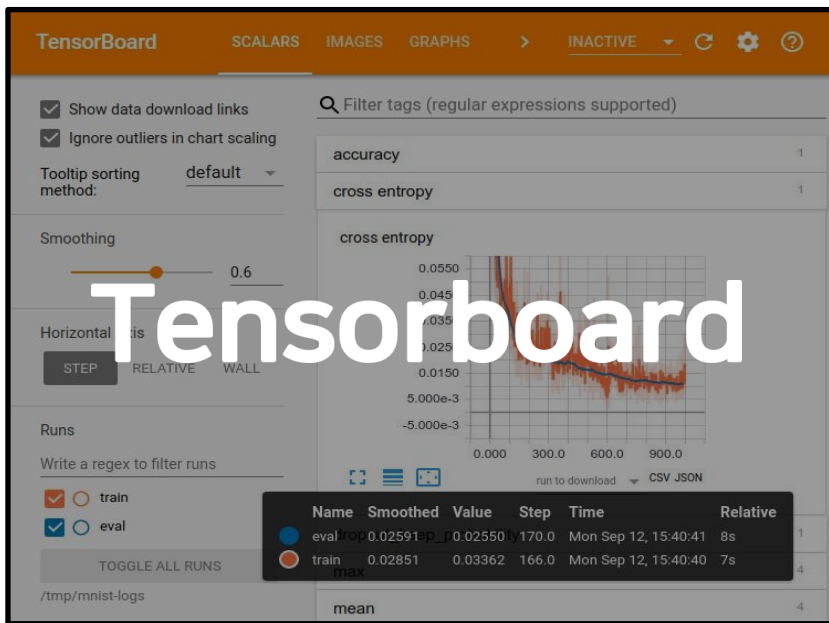 TensorBoard SCALARS IMAGES GRAPHS INACTIVE
Show data download links
Ignore outliers in chart scaling
Tooltip sorting method: default
Smoothing
0.6
Horizontal
STEP RELATIVE WALL
Runs
Write a regex to filter runs
train
eval
TOGGLE ALL RUNS
/tmp/mnist-logs
Filter tags (regular expressions supported)
accuracy 1
cross entropy 1
cross entropy
0.0550
0.0150
5.000e-3
-5.000e-3
0.000 300.0 600.0 900.0
run to download CSV JSON
Tensorboard
Name Smoothed Value Step Time Relative
eval 0.02591 0.02550 170.0 Mon Sep 12, 15:40:41 8s
train 0.02851 0.03362 166.0 Mon Sep 12, 15:40:40 7s
1
max 4
mean 4